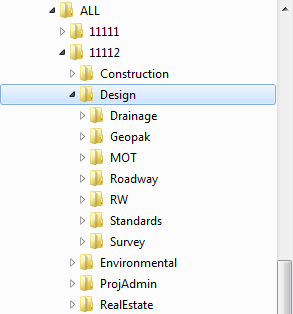 ALL
11111
11112
Construction
Design
Drainage
Geopak
MOT
Roadway
RW
Standards
Survey
Environmental
ProjAdmin
RealEstate